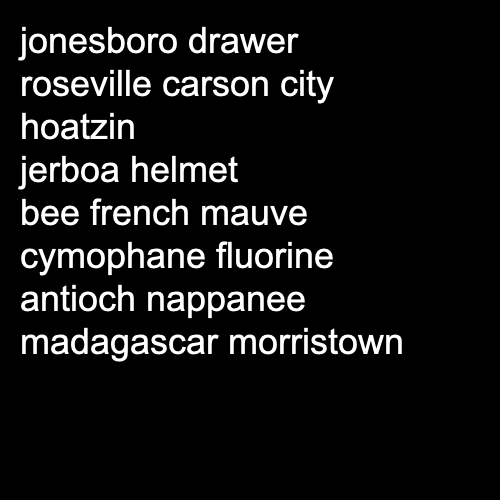 jonesboro drawer
roseville carson city
hoatzin
jerboa helmet
bee french mauve
cymophane fluorine
antioch nappanee
madagascar morristown